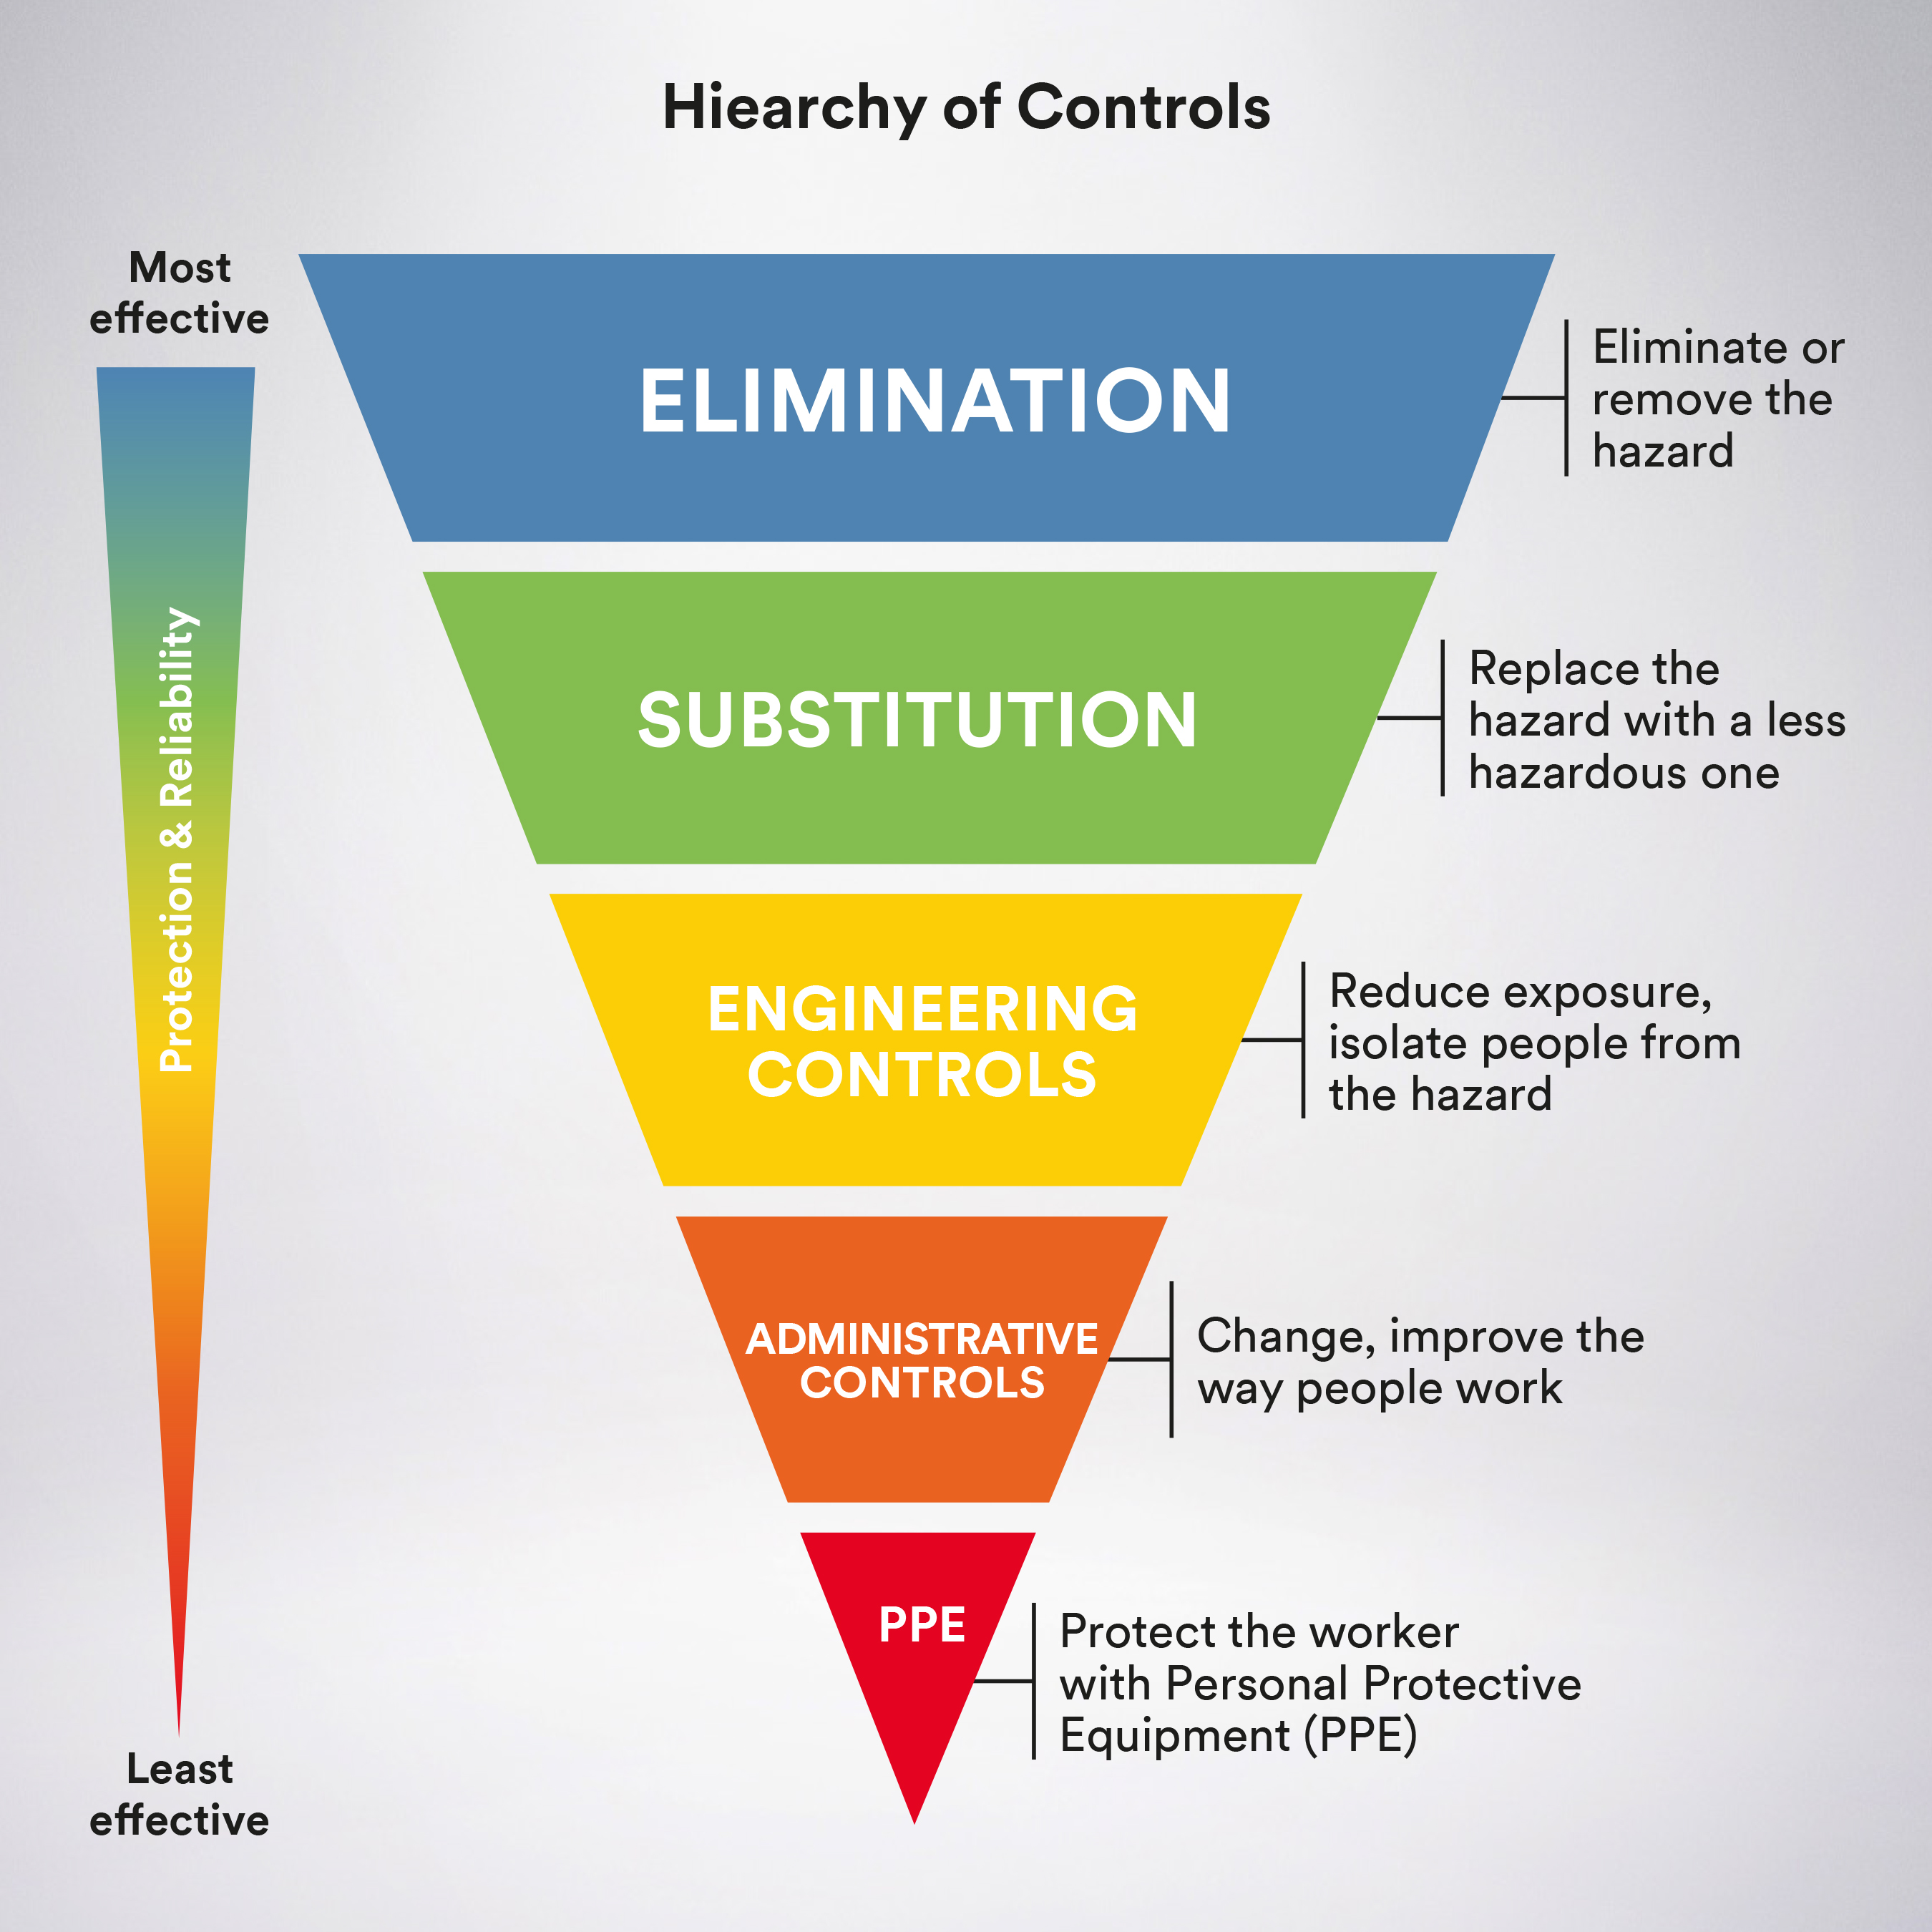 Hiearchy of Controls
Most
effective
Protection & Reliability
Least
effective
ELIMINATION
Eliminate or
remove the
hazard
SUBSTITUTION
Replace the
hazard with a less
hazardous one
ENGINEERING
CONTROLS
Reduce exposure,
isolate people from
the hazard
ADMINISTRATIVE
CONTROLS
Change, improve the
way people work
PPE
Protect the worker
with Personal Protective
Equipment (PPE)